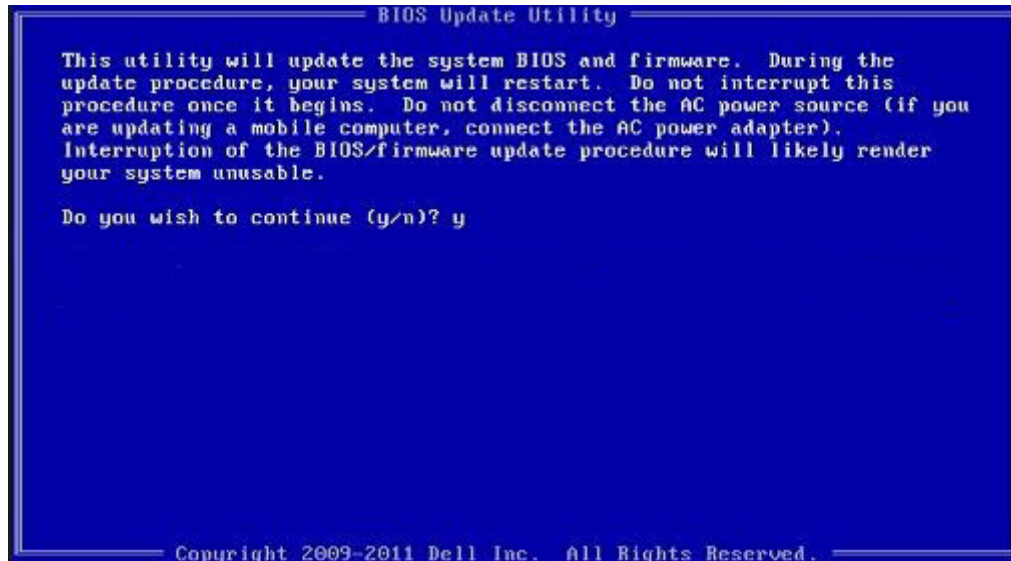 BIOS Update Utility
This utility will update the system BIOS and firmware. During the
update procedure, your system will restart. Do not interrupt this
procedure once it begins. Do not disconnect the AC power source (if you
are updating a mobile computer, connect the AC power adapter).
Interruption of the BIOS/firmware update procedure will likely render
your system unusable.
Do you wish to continue (y/n)? y
Copyright 2009-2011 Dell Inc. All Rights Reserved.